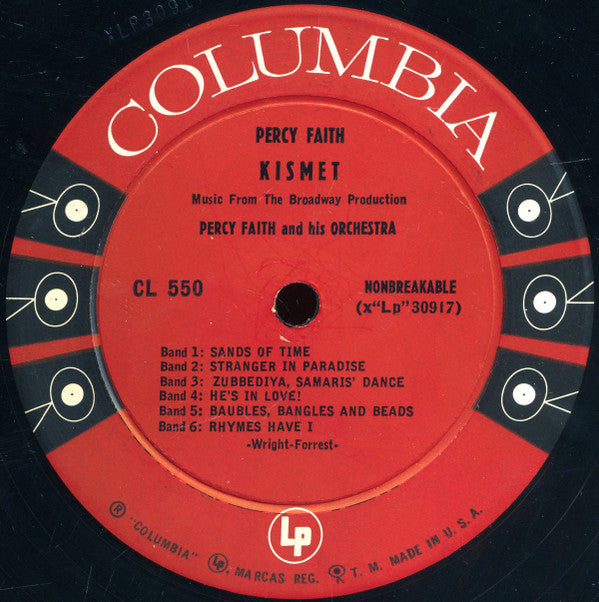 XLP3091
COLUMBIA
PERCY FAITH
KISMET
Music From The Broadway Production
PERCY FAITH and his ORCHESTRA
CL 550
NONBREAKABLE
(x"Lp"30917)
Band 1: SANDS OF TIME
Band 2: STRANGER IN PARADISE
Band 3: ZUBBEDIYA, SAMARIS' DANCE
Band 4: HE'S IN LOVE!
Band 5: BAUBLES, BANGLES AND BEADS
Band 6: RHYMES HAVE I
-Wright-Forrest-
Lp
® "COLUMBIA" Lp, MARCAS REG. T. M. MADE IN U. S. A.